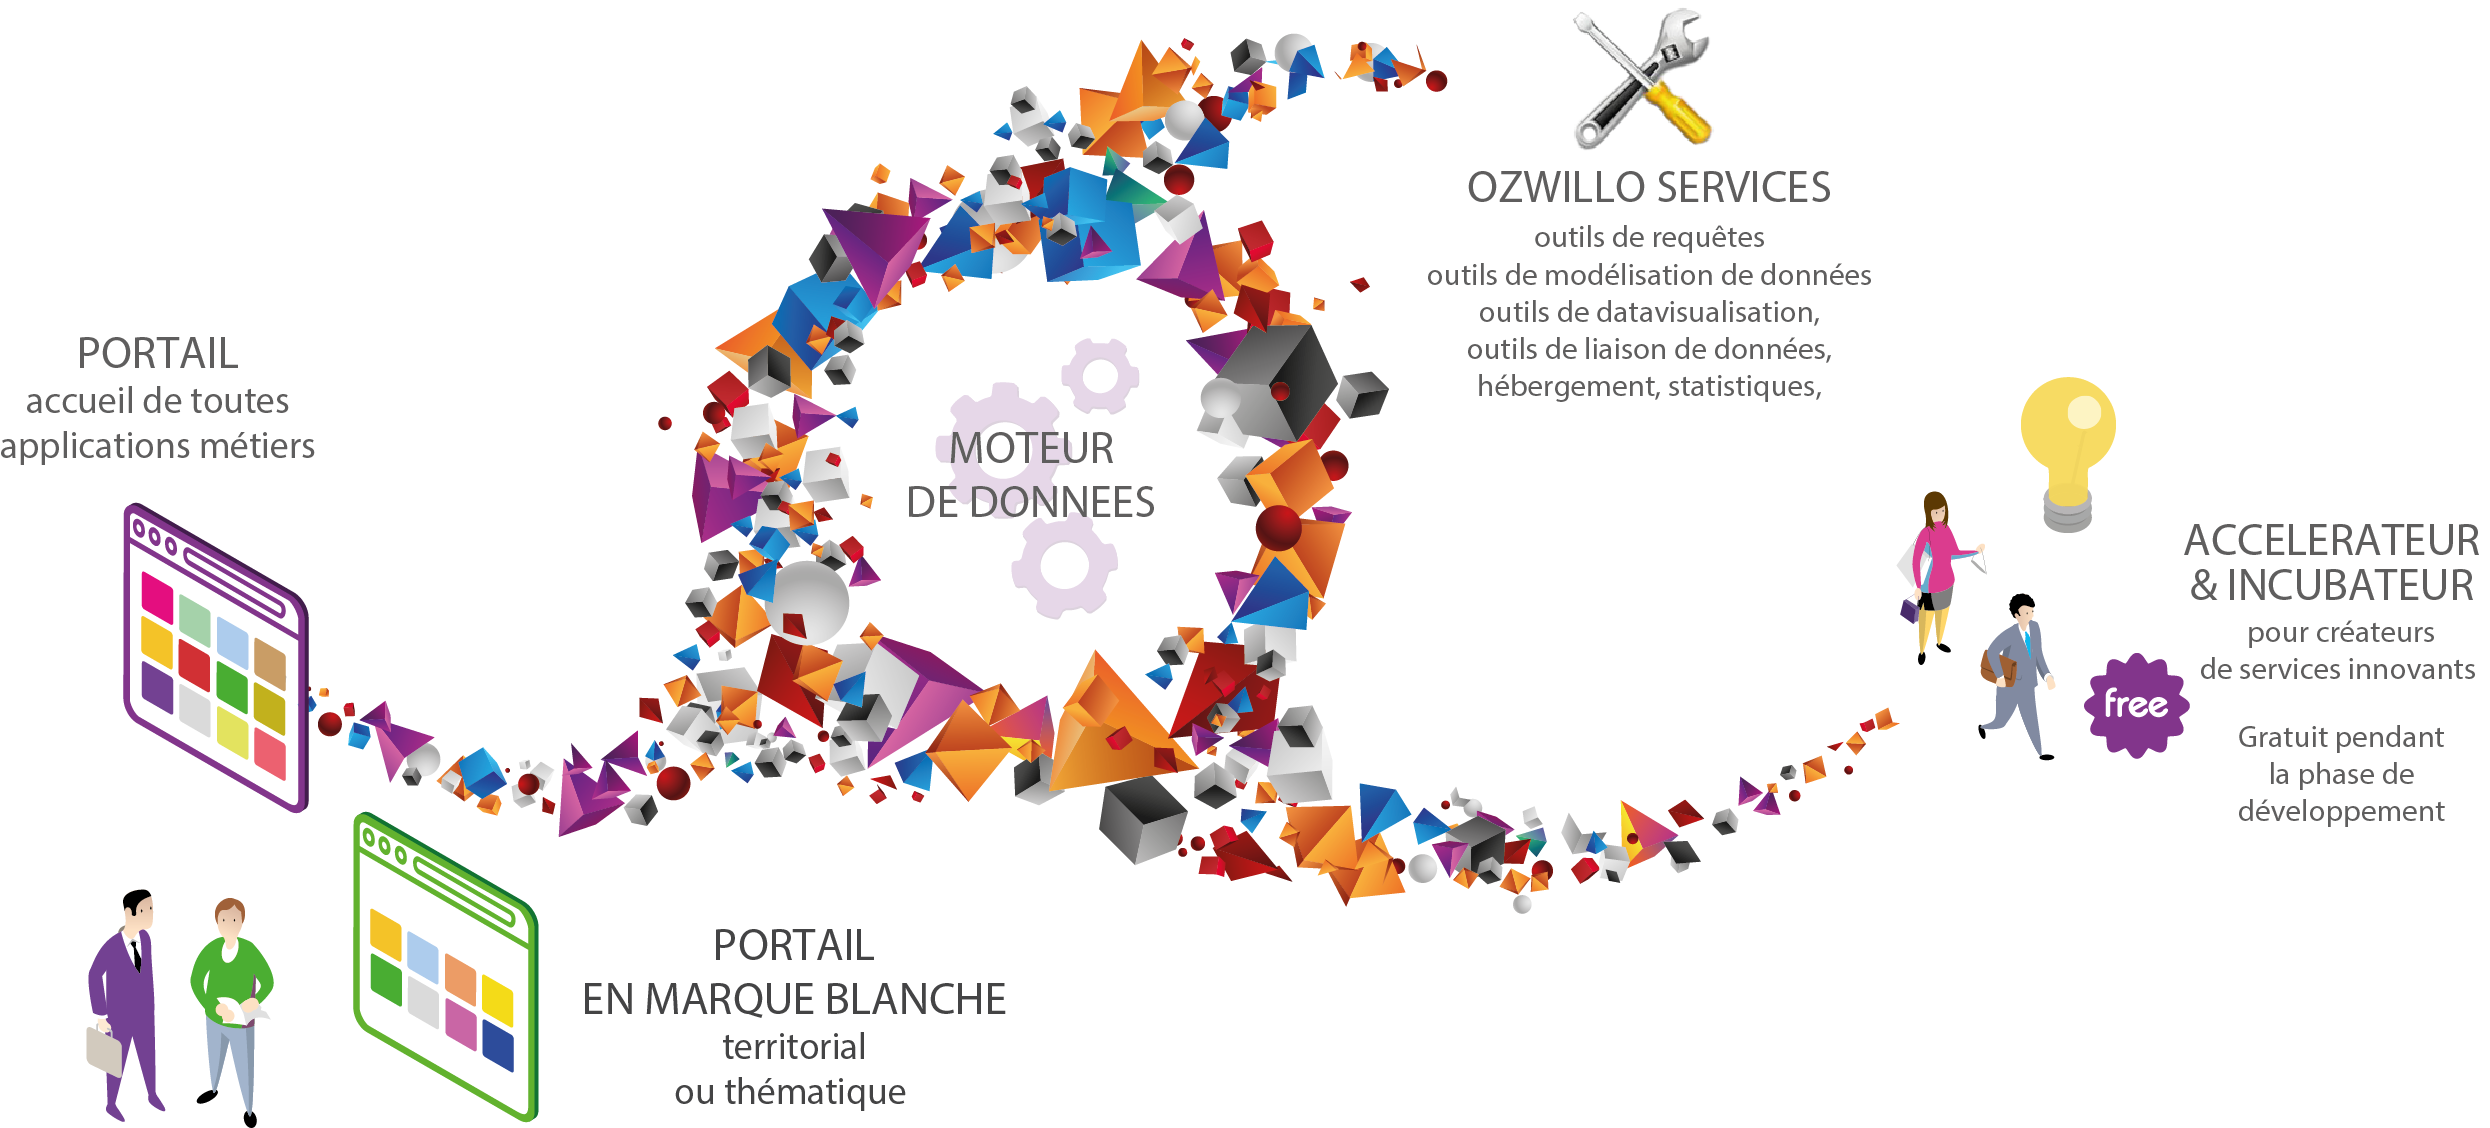 PORTAIL
accueil de toutes
applications métiers
MOTEUR
DE DONNEES
OZWILLO SERVICES
outils de requêtes
outils de modélisation de données
outils de datavisualisation,
outils de liaison de données,
hébergement, statistiques,
ACCELERATEUR
& INCUBATEUR
pour créateurs
de services innovants
free
Gratuit pendant
la phase de
développement
PORTAIL
EN MARQUE BLANCHE
territorial
ou thématique